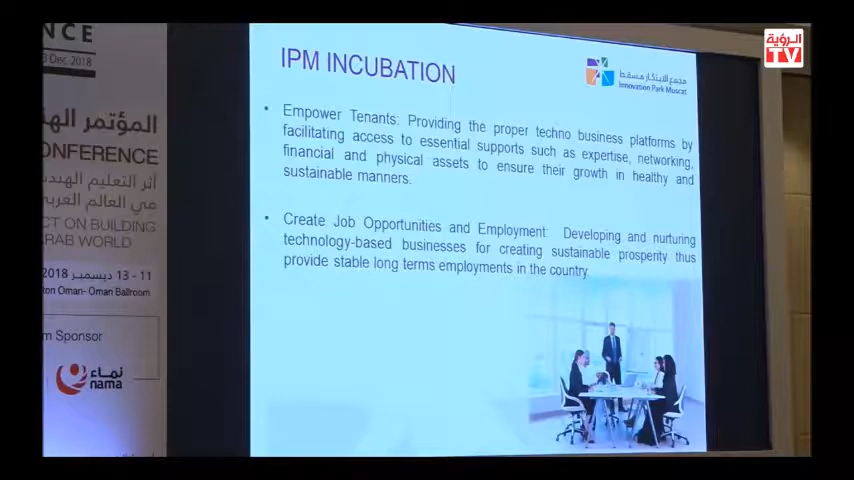 NCE
3 Dec, 2018
المؤتمر
ONFERENCE
أثر التعليم
في العالم العربي
CT ON BUILDING
ARAB WORLD
11 - 13 ديسمبر 2018
ton Oman- Oman Ballroom
m Sponsor
نماء
nama
IPM INCUBATION
مجمع الابتكار مسقط
Innovation Park Muscat
• Empower Tenants: Providing the proper techno business platforms by
facilitating access to essential supports such as expertise, networking,
financial and physical assets to ensure their growth in healthy and
sustainable manners.
• Create Job Opportunities and Employment: Developing and nurturing
technology-based businesses for creating sustainable prosperity thus
provide stable long terms employments in the country.
الرؤية
TV